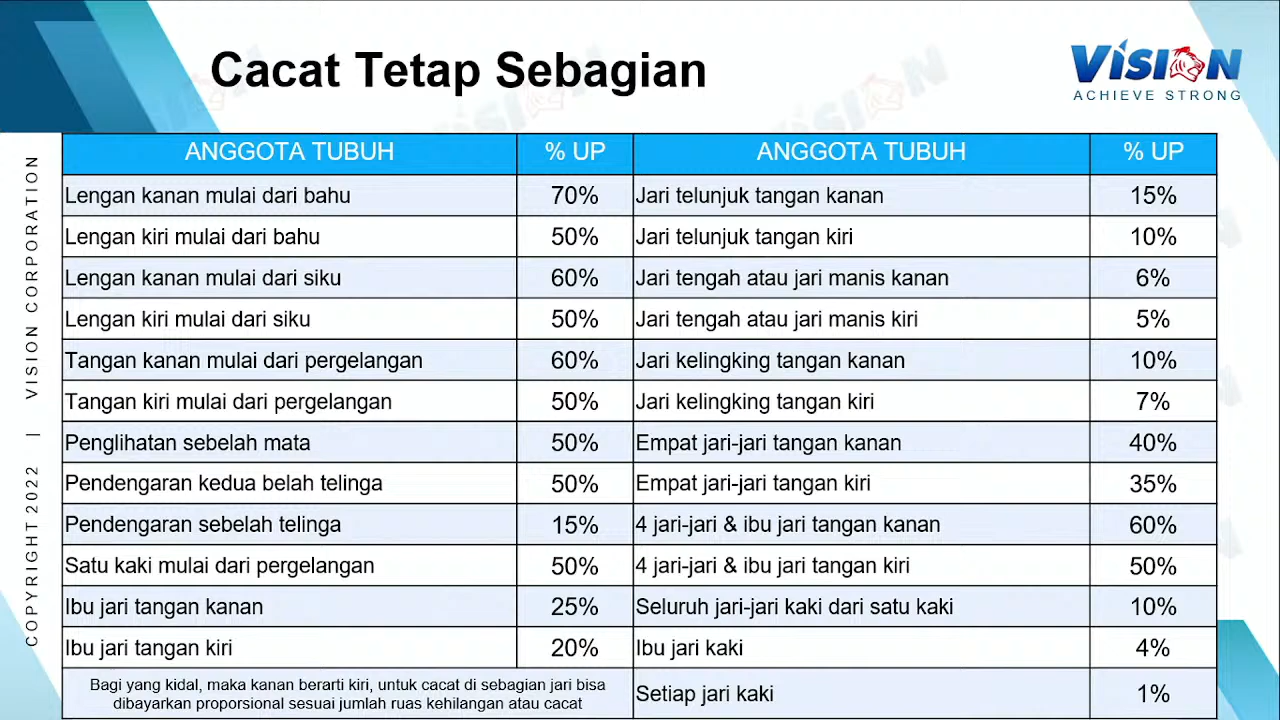 Cacat Tetap Sebagian
VISION
ACHIEVE STRONG
COPYRIGHT 2022 | VISION CORPORATION
ANGGOTA TUBUH % UP ANGGOTA TUBUH % UP
Lengan kanan mulai dari bahu 70% Jari telunjuk tangan kanan 15%
Lengan kiri mulai dari bahu 50% Jari telunjuk tangan kiri 10%
Lengan kanan mulai dari siku 60% Jari tengah atau jari manis kanan 6%
Lengan kiri mulai dari siku 50% Jari tengah atau jari manis kiri 5%
Tangan kanan mulai dari pergelangan 60% Jari kelingking tangan kanan 10%
Tangan kiri mulai dari pergelangan 50% Jari kelingking tangan kiri 7%
Penglihatan sebelah mata 50% Empat jari-jari tangan kanan 40%
Pendengaran kedua belah telinga 50% Empat jari-jari tangan kiri 35%
Pendengaran sebelah telinga 15% 4 jari-jari & ibu jari tangan kanan 60%
Satu kaki mulai dari pergelangan 50% 4 jari-jari & ibu jari tangan kiri 50%
Ibu jari tangan kanan 25% Seluruh jari-jari kaki dari satu kaki 10%
Ibu jari tangan kiri 20% Ibu jari kaki 4%
Bagi yang kidal, maka kanan berarti kiri, untuk cacat di sebagian jari bisa
dibayarkan proporsional sesuai jumlah ruas kehilangan atau cacat
Setiap jari kaki 1%